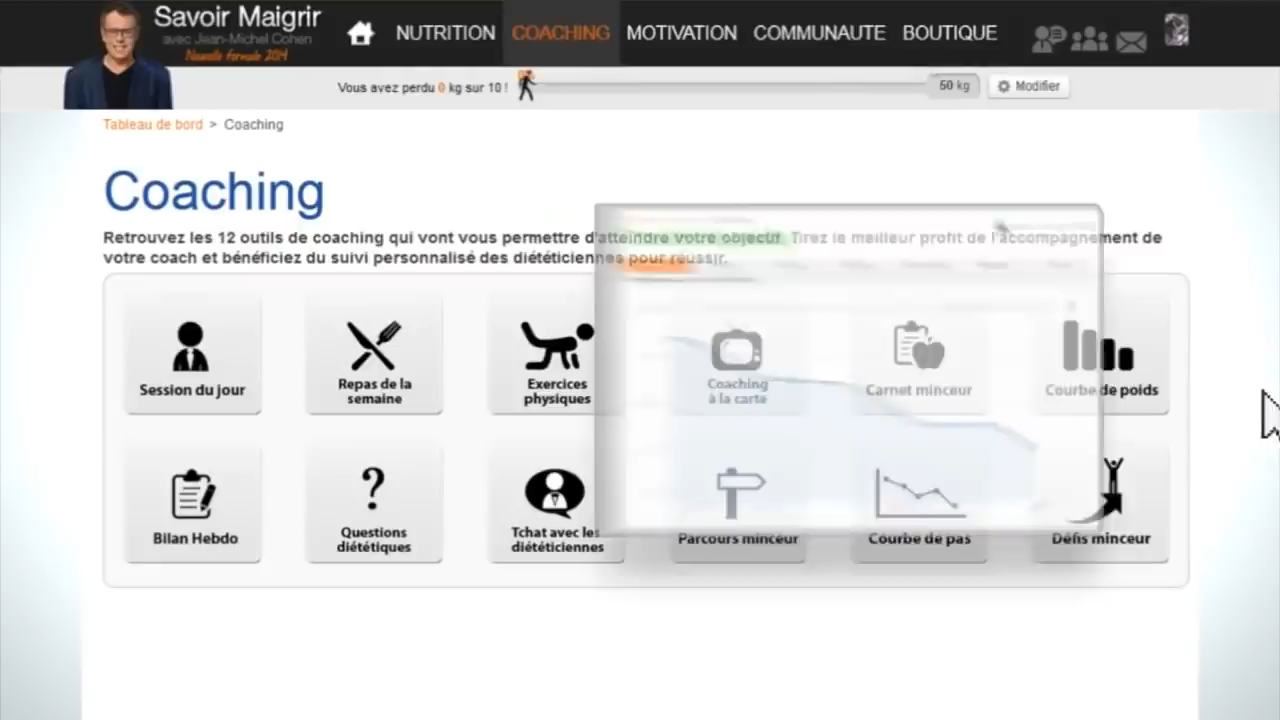 Savoir Maigrir
avec Jean-Michel Cohen
Nouvelle formule 2014
NUTRITION COACHING MOTIVATION COMMUNAUTE BOUTIQUE
Vous avez perdu 0 kg sur 10 ! 50 kg Modifier
Tableau de bord > Coaching
Coaching
Retrouvez les 12 outils de coaching qui vont vous permettre d'atteindre votre objectif. Tirez le meilleur profit de l'accompagnement de
votre coach et bénéficiez du suivi personnalisé des diététiciennes pour réussir.
Session du jour
Repas de la
semaine
Exercices
physiques
Coaching
à la carte
Carnet minceur
Courbe de poids
Bilan Hebdo
Questions
diététiques
Tchat avec les
diététiciennes
Parcours minceur
Courbe de pas
Défis minceur